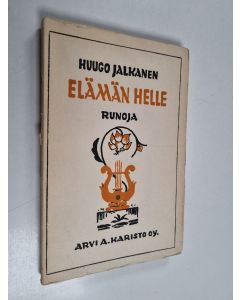 HUUGO JALKANEN
ELÄMÄN HELLE
RUNOJA
ARVI A. KARISTO OY.